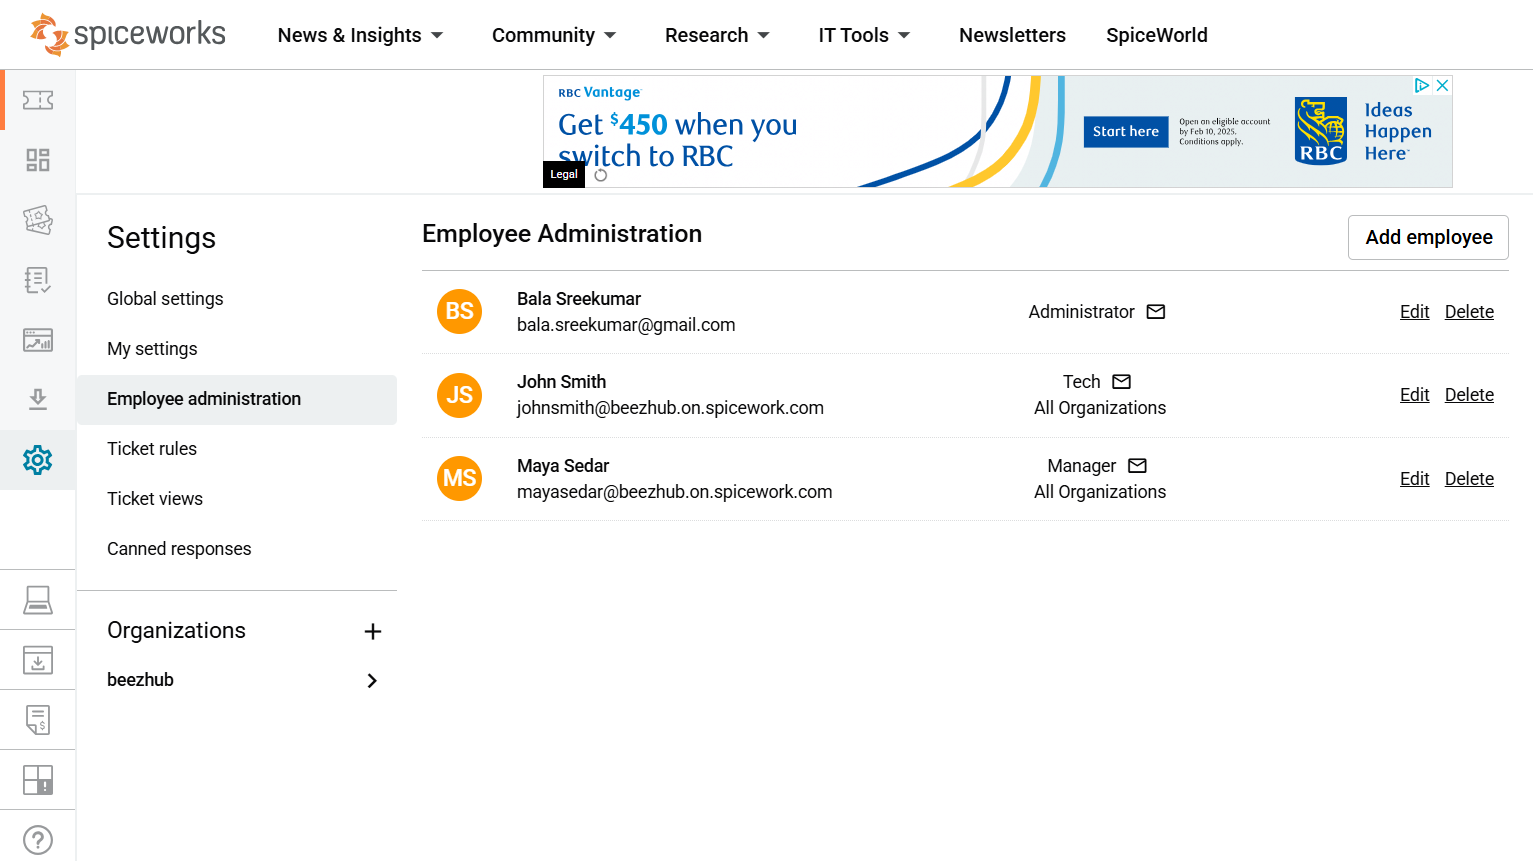 spiceworks
News & Insights
Community
Research
IT Tools
Newsletters
SpiceWorld
RBC Vantage
Get $450 when you
switch to RBC
Legal
Start here
Open an eligible account
by Feb 10, 2025.
Conditions apply.
RBC
Ideas
Happen
Here
Settings
Global settings
My settings
Employee administration
Ticket rules
Ticket views
Canned responses
Organizations
beezhub
Employee Administration
Add employee
BS
Bala Sreekumar
bala.sreekumar@gmail.com
Administrator
Edit Delete
JS
John Smith
johnsmith@beezhub.on.spicework.com
Tech
All Organizations
Edit Delete
MS
Maya Sedar
mayasedar@beezhub.on.spicework.com
Manager
All Organizations
Edit Delete